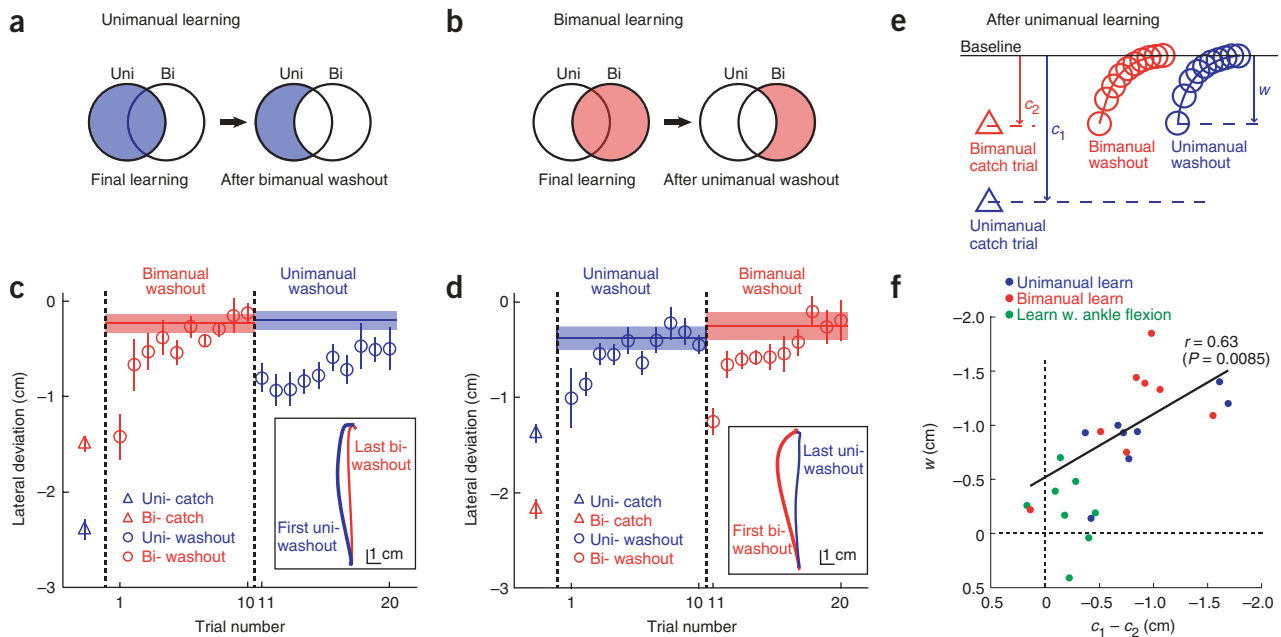 a
Unimanual learning
Uni
Bi
Final learning
After bimanual washout
b
Bimanual learning
Uni
Bi
Final learning
After unimanual washout
e
After unimanual learning
Baseline
c2
c1
w
Bimanual
catch trial
Bimanual
washout
Unimanual
washout
Unimanual
catch trial
c
Bimanual
washout
Unimanual
washout
0
–1
–2
–3
Lateral deviation (cm)
Uni- catch
Bi- catch
Uni- washout
Bi- washout
Last bi-
washout
First uni-
washout
1 cm
1
10
11
20
Trial number
d
Unimanual
washout
Bimanual
washout
0
–1
–2
–3
Lateral deviation (cm)
Uni- catch
Bi- catch
Uni- washout
Bi- washout
Last uni-
washout
First bi-
washout
1 cm
1
10
11
20
Trial number
f
Unimanual learn
Bimanual learn
Learn w. ankle flexion
r = 0.63
(P = 0.0085)
–2.0
–1.5
–1.0
–0.5
0
0.5
w (cm)
0.5
0
–0.5
–1.0
–1.5
–2.0
c1 – c2 (cm)